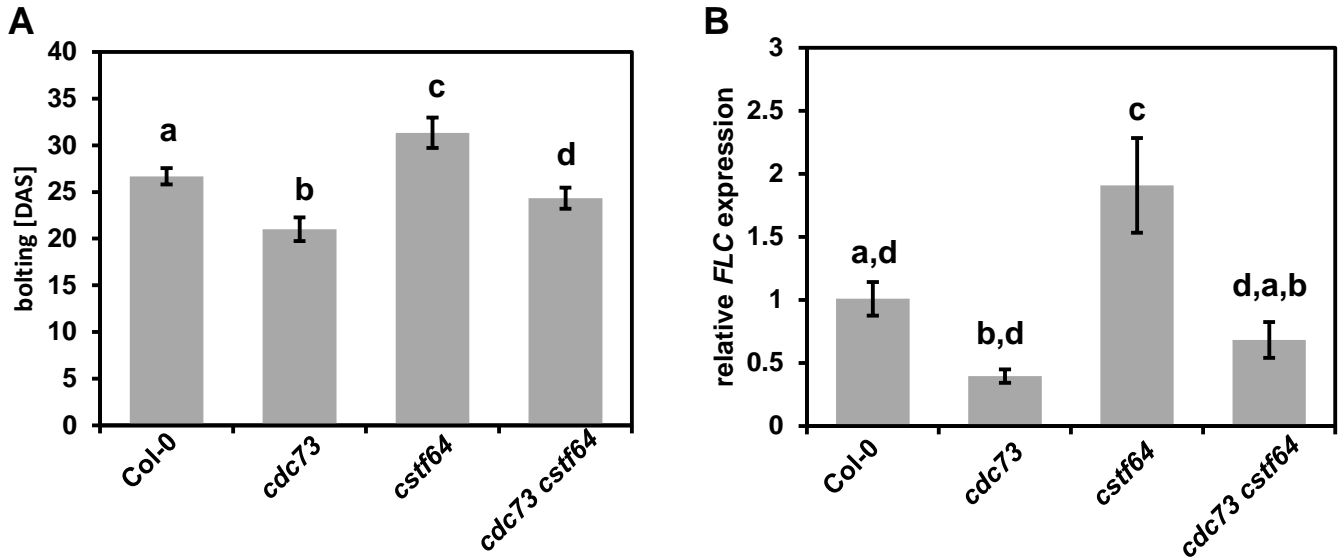 A
bolting [DAS]
40
35
30
25
20
15
10
5
0
a
b
c
d
Col-0
cdc73
cstf64
cdc73 cstf64
B
relative FLC expression
3
2.5
2
1.5
1
0.5
0
a,d
b,d
c
d,a,b
Col-0
cdc73
cstf64
cdc73 cstf64